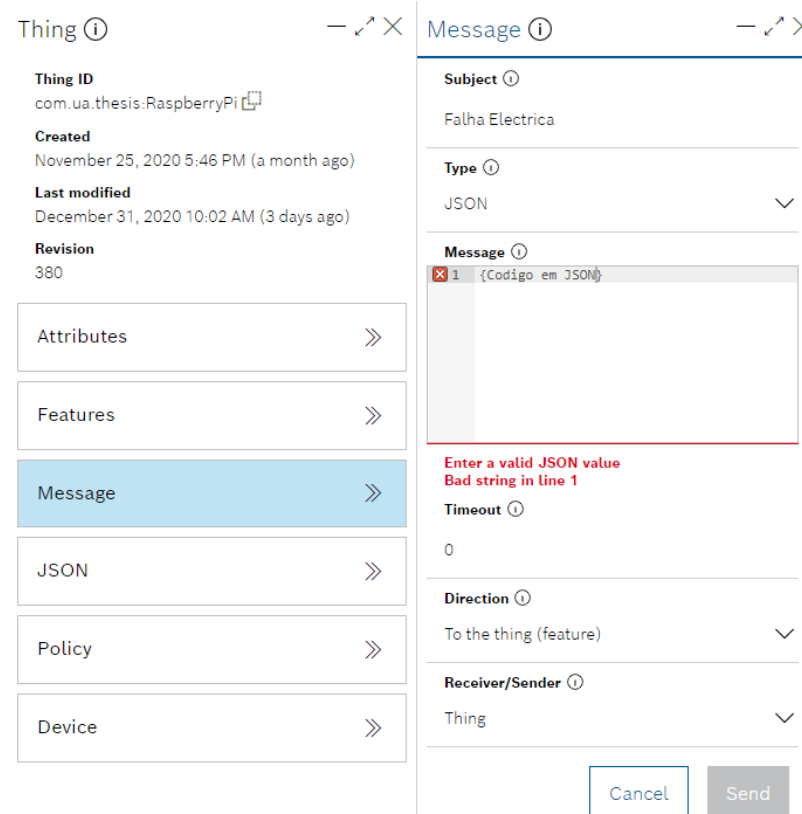 Thing
Thing ID
com.ua.thesis:RaspberryPi
Created
November 25, 2020 5:46 PM (a month ago)
Last modified
December 31, 2020 10:02 AM (3 days ago)
Revision
380
Attributes
Features
Message
JSON
Policy
Device
Message
Subject
Falha Electrica
Type
JSON
Message
1 {Codigo em JSON}
Enter a valid JSON value
Bad string in line 1
Timeout
0
Direction
To the thing (feature)
Receiver/Sender
Thing
Cancel Send